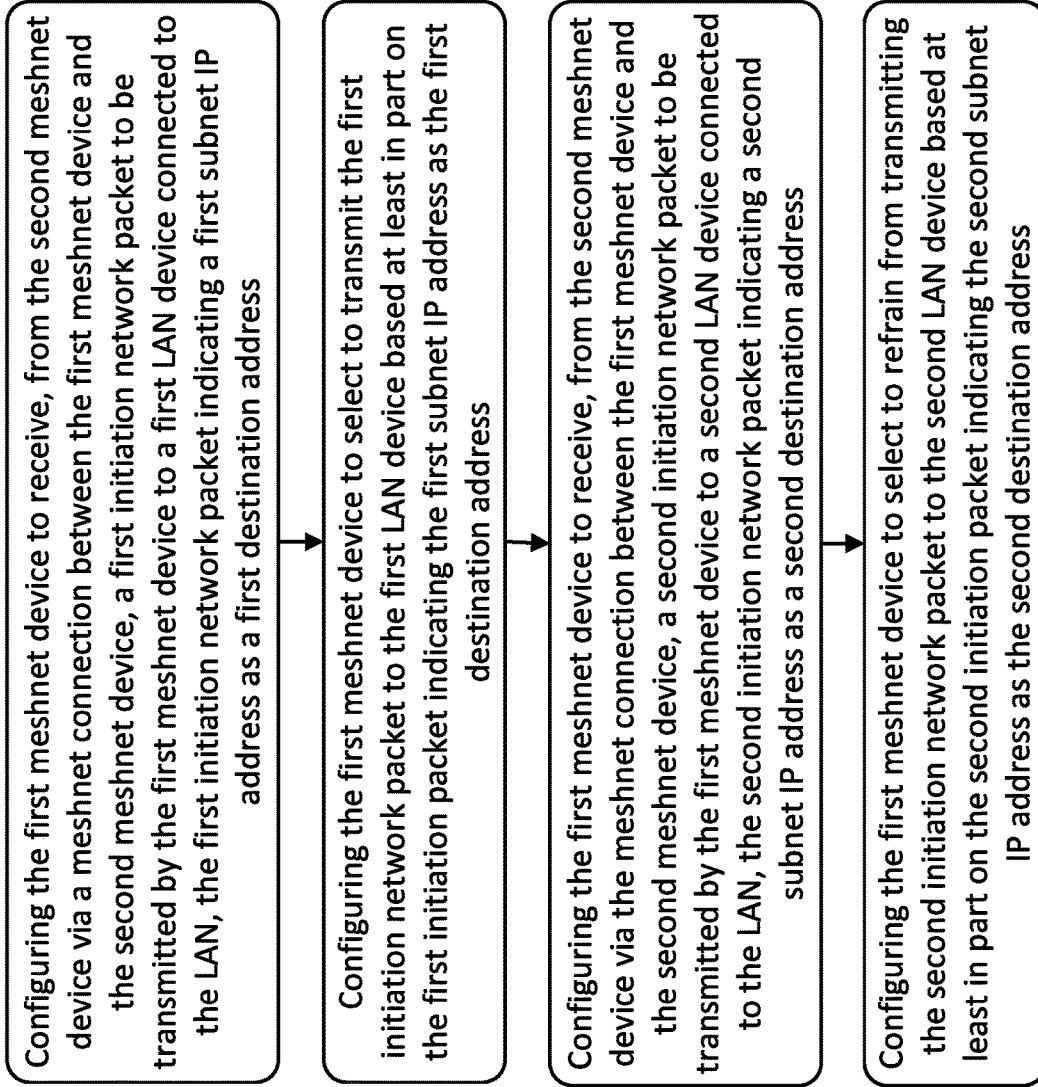 Configuring the first meshnet device to receive, from the second meshnet
device via a meshnet connection between the first meshnet device and
the second meshnet device, a first initiation network packet to be
transmitted by the first meshnet device to a first LAN device connected to
the LAN, the first initiation network packet indicating a first subnet IP
address as a first destination address
Configuring the first meshnet device to select to transmit the first
initiation network packet to the first LAN device based at least in part on
the first initiation packet indicating the first subnet IP address as the first
destination address
Configuring the first meshnet device to receive, from the second meshnet
device via the meshnet connection between the first meshnet device and
the second meshnet device, a second initiation network packet to be
transmitted by the first meshnet device to a second LAN device connected
to the LAN, the second initiation network packet indicating a second
subnet IP address as a second destination address
Configuring the first meshnet device to select to refrain from transmitting
the second initiation network packet to the second LAN device based at
least in part on the second initiation packet indicating the second subnet
IP address as the second destination address